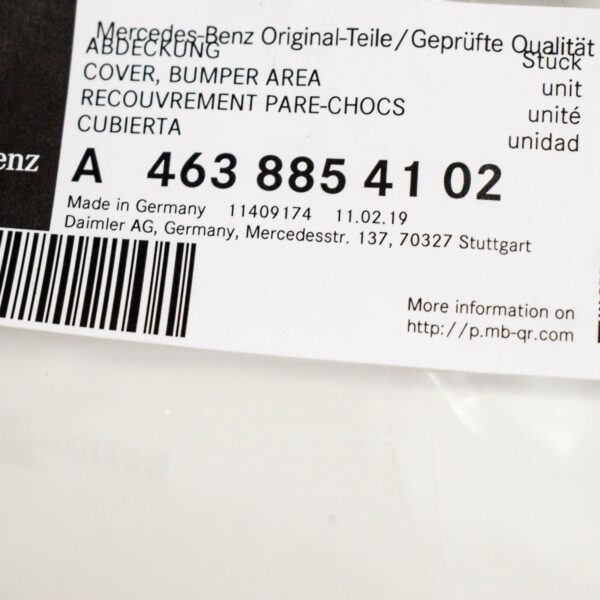 Mercedes-Benz Original-Teile/Geprüfte Qualität
ABDECKUNG Stück
COVER, BUMPER AREA unit
RECOUVREMENT PARE-CHOCS unité
CUBIERTA unidad
enz
A 463 885 41 02
Made in Germany 11409174 11.02.19
Daimler AG, Germany, Mercedesstr. 137, 70327 Stuttgart
More information on
http://p.mb-qr.com